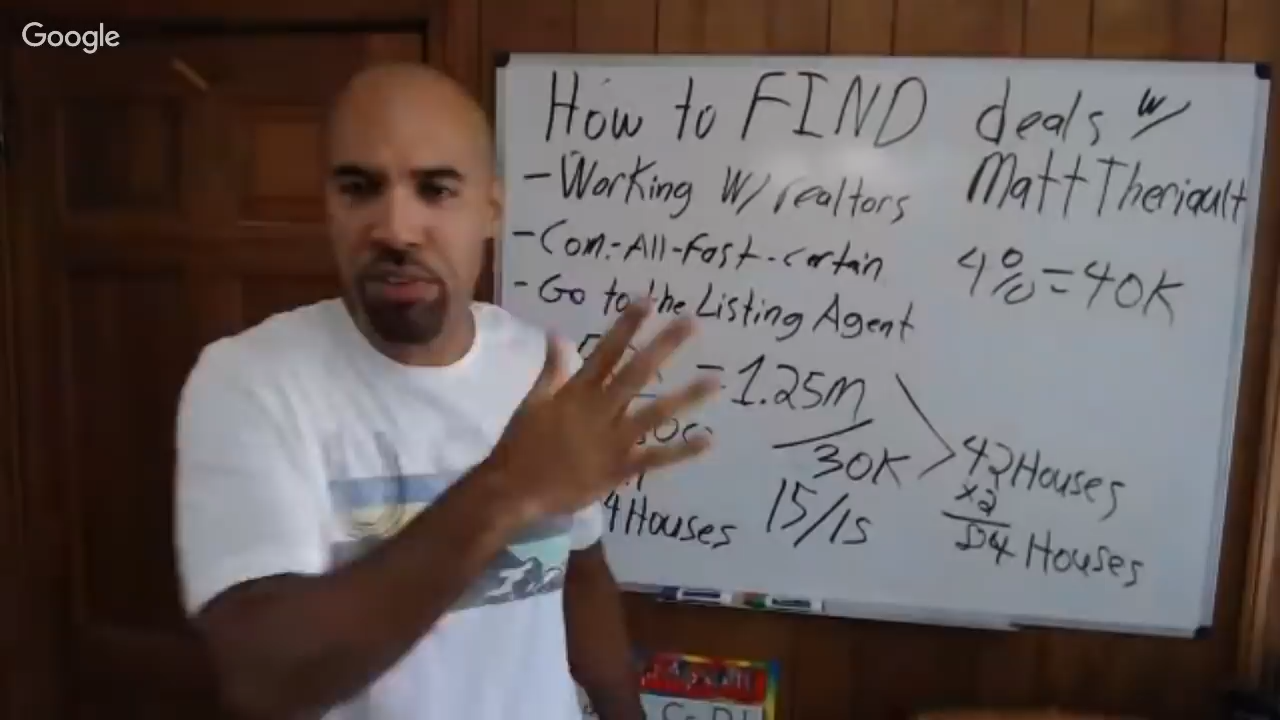 Google
How to FIND deals w/
Matt Theriault
- Working w/ realtors
- Com.-All-Fast-certain
- Go to the Listing Agent
4% = 40K
= 1.25m
30K
42 Houses
x2
4 Houses
15/15
Houses